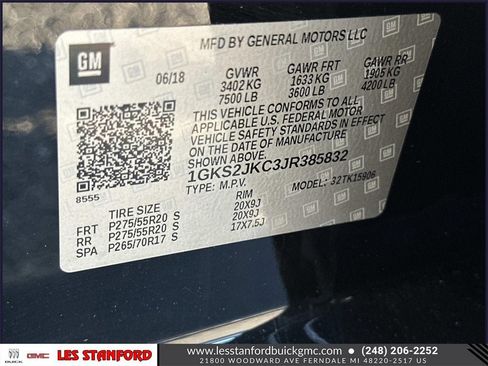 GM
MFD BY GENERAL MOTORS LLC
06/18
GVWR GAWR FRT GAWR RR
3402 KG 1633 KG 1905 KG
7500 LB 3600 LB 4200 LB
THIS VEHICLE CONFORMS TO ALL
APPLICABLE U.S. FEDERAL MOTOR
VEHICLE SAFETY STANDARDS IN EFFECT
ON THE DATE OF MANUFACTURE
SHOWN ABOVE.
1GKS2JKC3JR385832
TYPE: M.P.V. 32TK15906
8555
TIRE SIZE RIM
FRT P275/55R20 S 20X9J
RR P275/55R20 S 20X9J
SPA P265/70R17 S 17X7.5J
BUICK GMC LES STANFORD
www.lesstanfordbuickgmc.com (248) 206-2252
21800 WOODWARD AVE FERNDALE MI 48220-2517 US